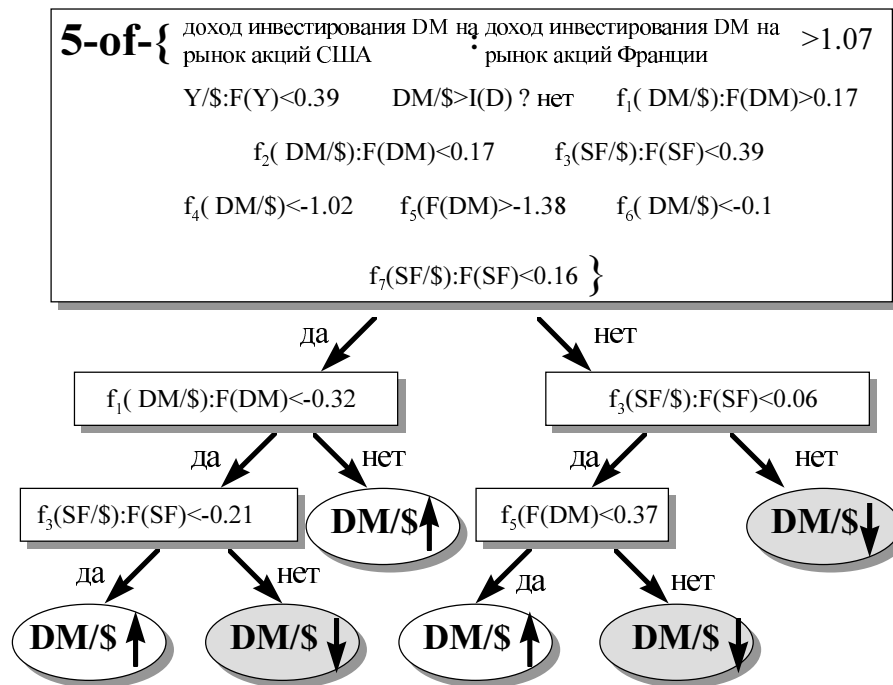 5-of-{ доход инвестирования DM на рынок акций США : доход инвестирования DM на рынок акций Франции >1.07
Y/$:F(Y)<0.39 DM/$>I(D) ? нет f₁( DM/$):F(DM)>0.17
f₂( DM/$):F(DM)<0.17 f₃(SF/$):F(SF)<0.39
f₄( DM/$)<-1.02 f₅(F(DM)>-1.38 f₆( DM/$)<-0.1
f₇(SF/$):F(SF)<0.16 }
да нет
f₁( DM/$):F(DM)<-0.32 f₃(SF/$):F(SF)<0.06
да нет да нет
f₃(SF/$):F(SF)<-0.21 DM/$ f₅(F(DM)<0.37 DM/$
да нет да нет
DM/$ DM/$ DM/$ DM/$